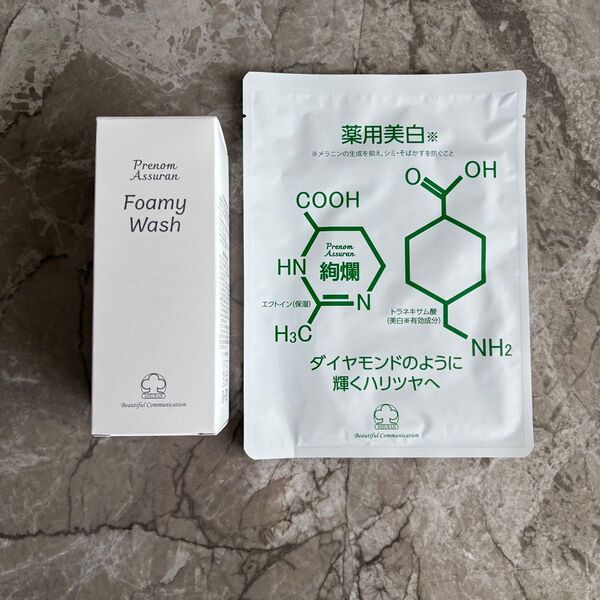 Prenom
Assuran
Foamy
Wash
ASSURAN
Beautiful Communication
薬用美白※
※メラニンの生成を抑え、シミ・そばかすを防ぐこと
COOH
HN
N
H3C
Prenom
Assuran
絢爛
エクトイン(保湿)
O
OH
トラネキサム酸
(美白※有効成分)
NH2
ダイヤモンドのように
輝くハリツヤへ
ASSURAN
Beautiful Communication